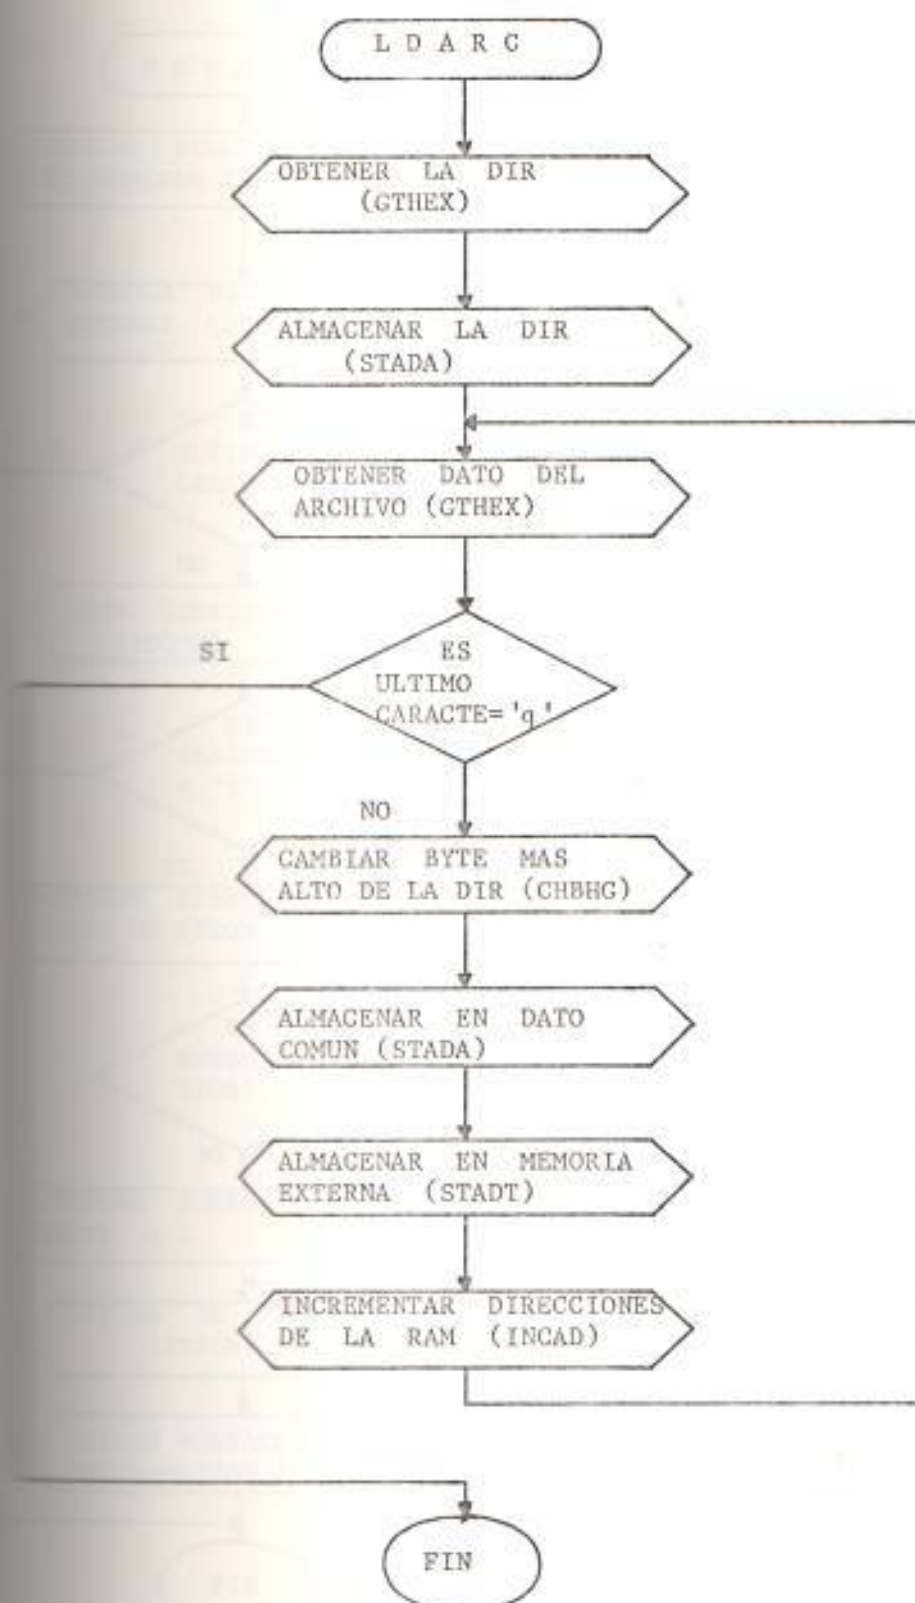 L D A R C
OBTENER LA DIR
(GTHEX)
ALMACENAR LA DIR
(STADA)
OBTENER DATO DEL
ARCHIVO (GTHEX)
SI
ES
ULTIMO
CARACTE='q'
NO
CAMBIAR BYTE MAS
ALTO DE LA DIR (CHBHG)
ALMACENAR EN DATO
COMUN (STADA)
ALMACENAR EN MEMORIA
EXTERNA (STADT)
INCREMENTAR DIRECCIONES
DE LA RAM (INCAD)
FIN